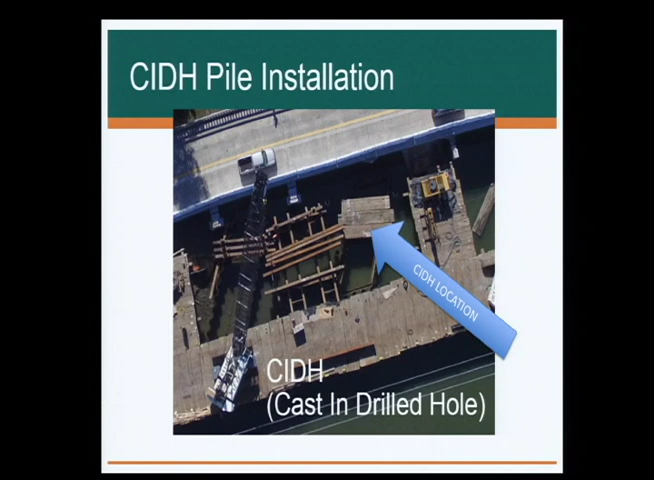 CIDH Pile Installation
CIDH LOCATION
CIDH
(Cast In Drilled Hole)